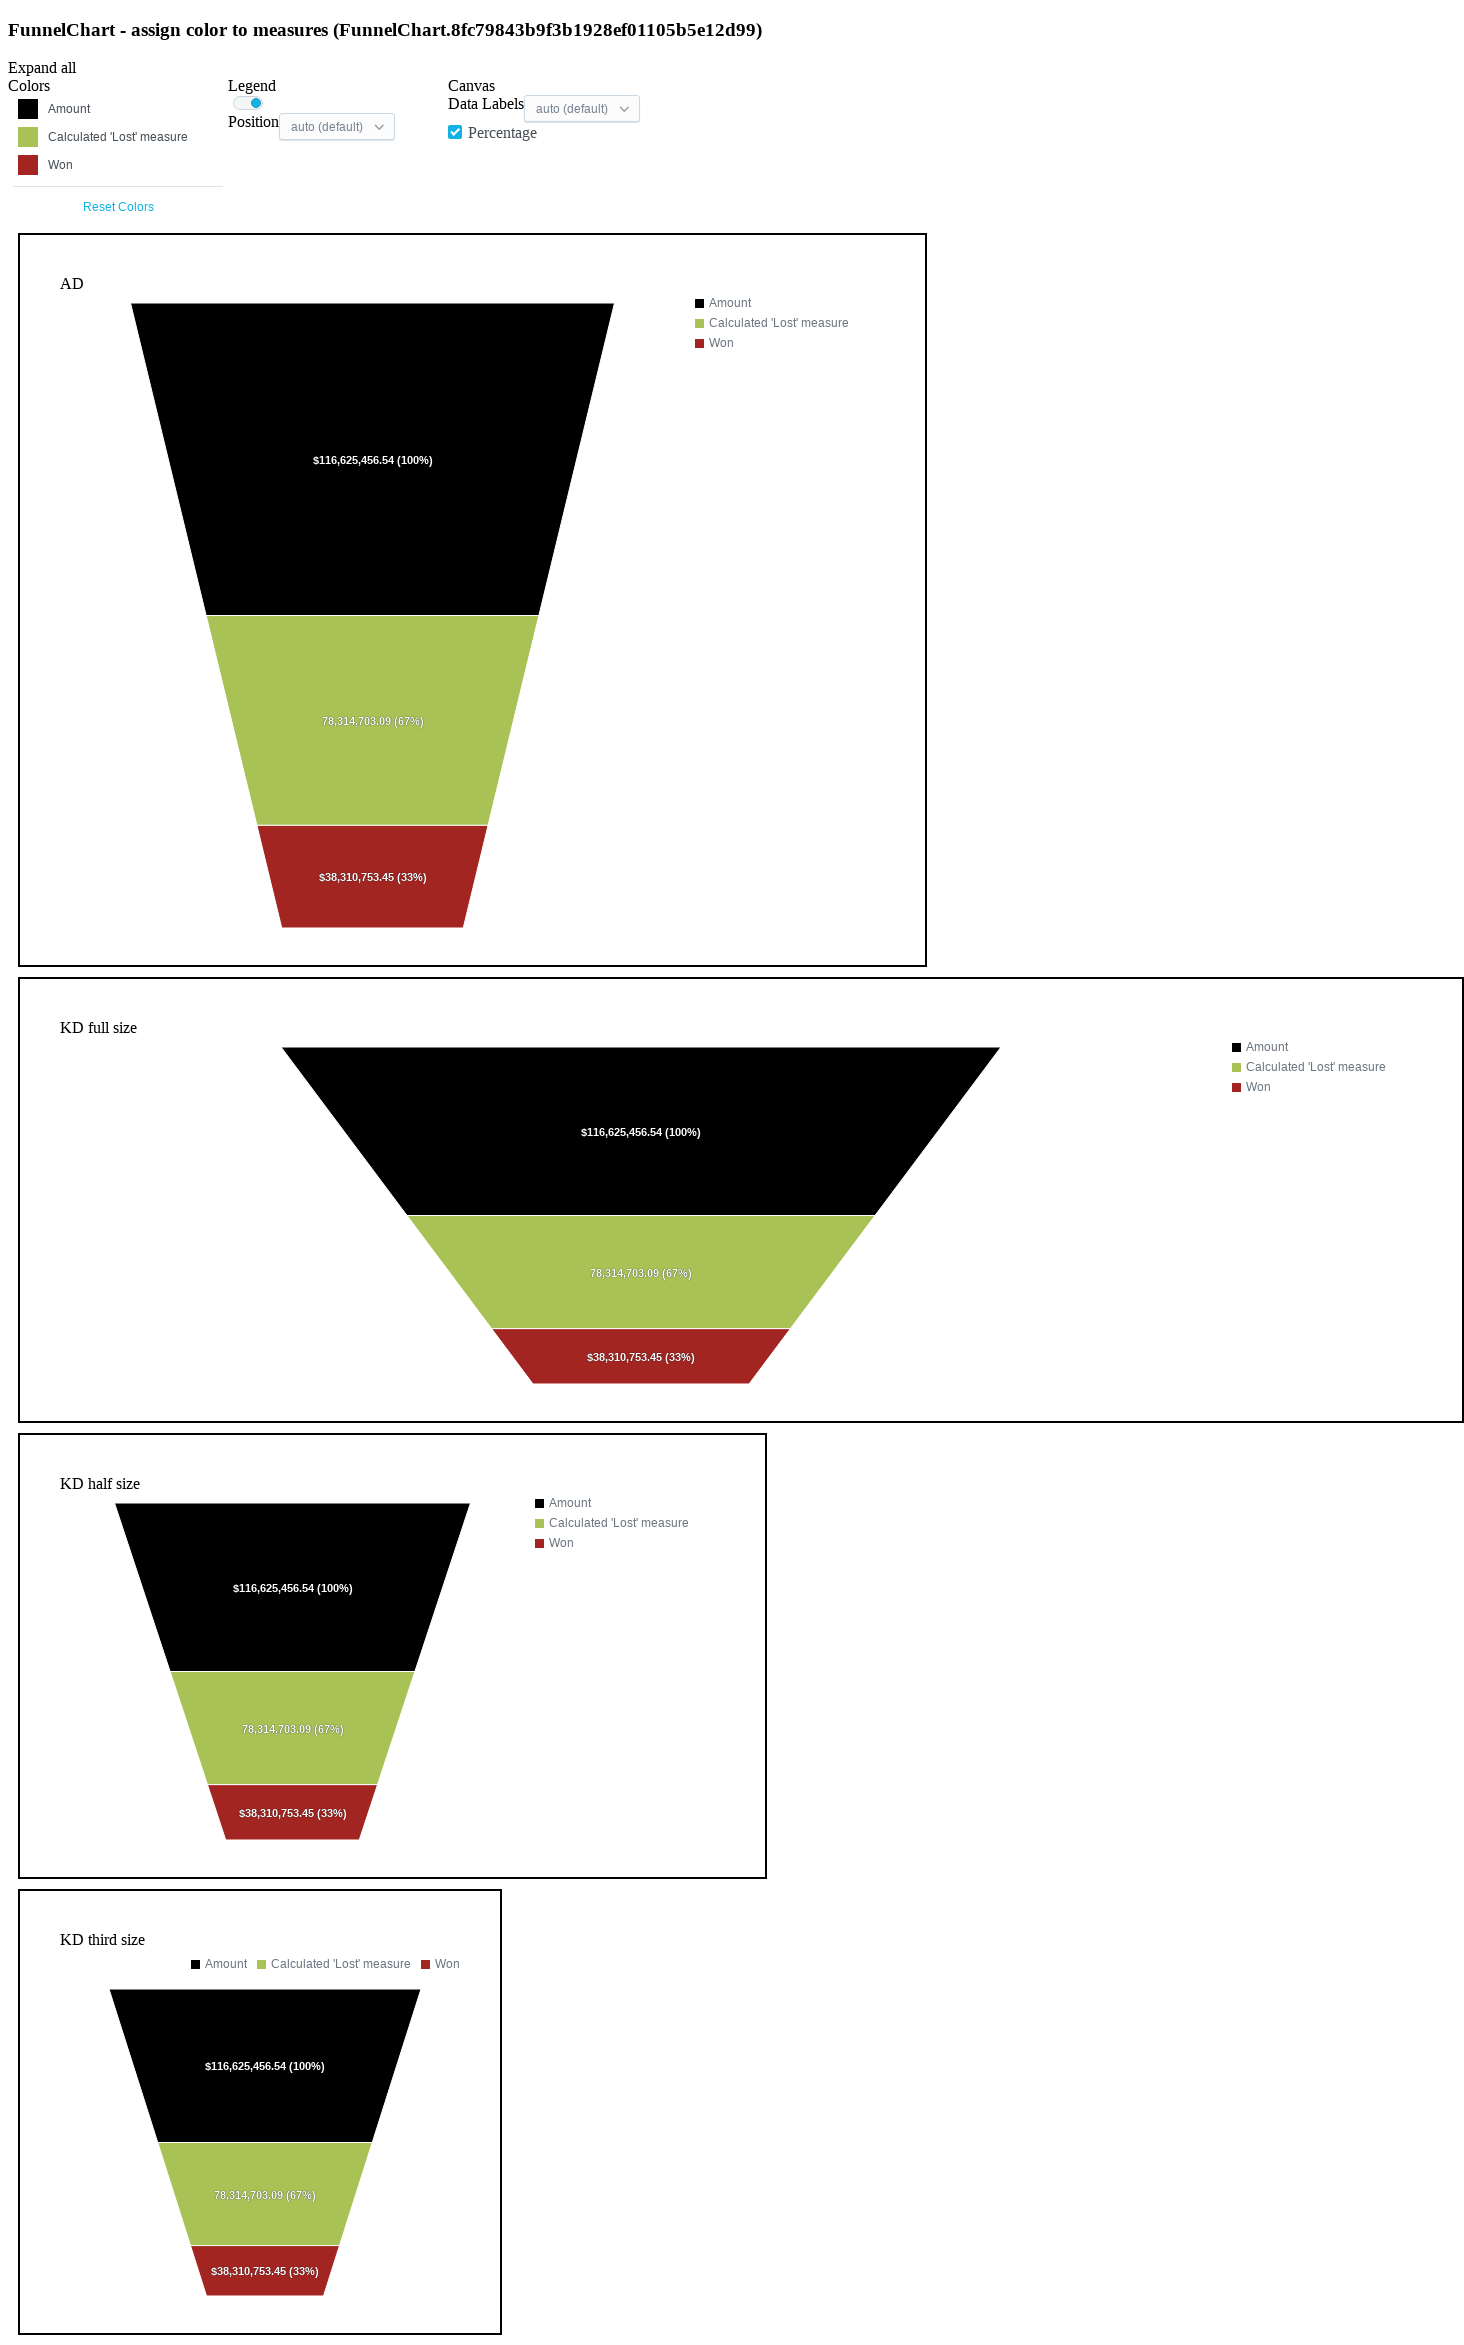 FunnelChart - assign color to measures (FunnelChart.8fc79843b9f3b1928ef01105b5e12d99)
Expand all
Colors
Amount
Calculated 'Lost' measure
Won
Reset Colors
Legend
Position auto (default)
Canvas
Data Labels auto (default)
Percentage
AD
Amount
Calculated 'Lost' measure
Won
$116,625,456.54 (100%)
78,314,703.09 (67%)
$38,310,753.45 (33%)
KD full size
Amount
Calculated 'Lost' measure
Won
$116,625,456.54 (100%)
78,314,703.09 (67%)
$38,310,753.45 (33%)
KD half size
Amount
Calculated 'Lost' measure
Won
$116,625,456.54 (100%)
78,314,703.09 (67%)
$38,310,753.45 (33%)
KD third size
Amount Calculated 'Lost' measure Won
$116,625,456.54 (100%)
78,314,703.09 (67%)
$38,310,753.45 (33%)